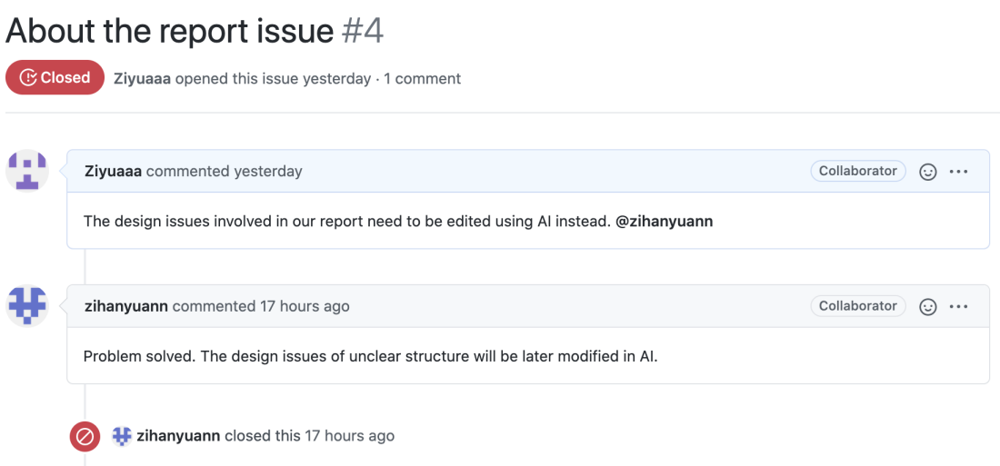 About the report issue #4
Closed Ziyuaaa opened this issue yesterday · 1 comment
Ziyuaaa commented yesterday Collaborator
The design issues involved in our report need to be edited using AI instead. @zihanyuann
zihanyuann commented 17 hours ago Collaborator
Problem solved. The design issues of unclear structure will be later modified in AI.
zihanyuann closed this 17 hours ago